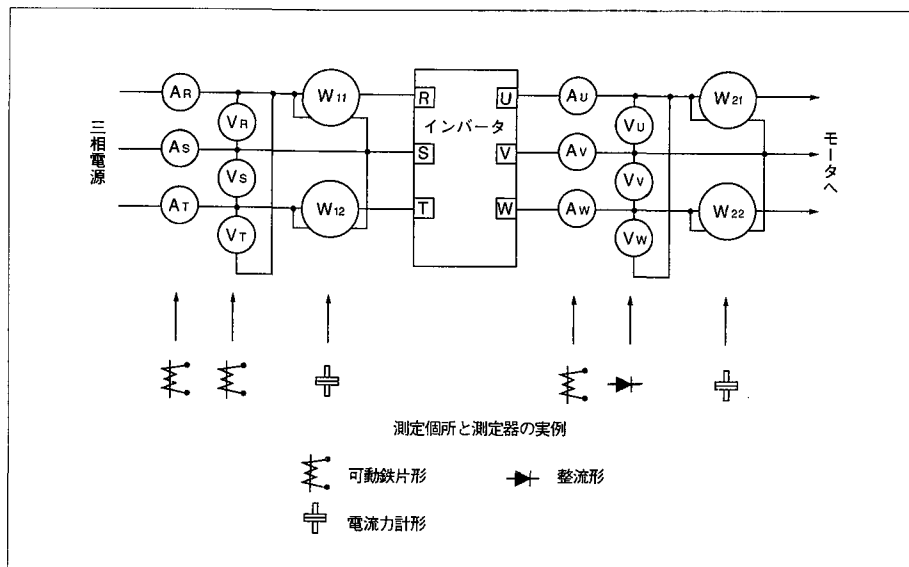 三相電源
AR
AS
AT
VR
VS
VT
W11
W12
R
S
T
インバータ
U
V
W
AU
AV
AW
VU
VV
VW
W21
W22
モータへ
測定個所と測定器の実例
可動鉄片形
整流形
電流力計形